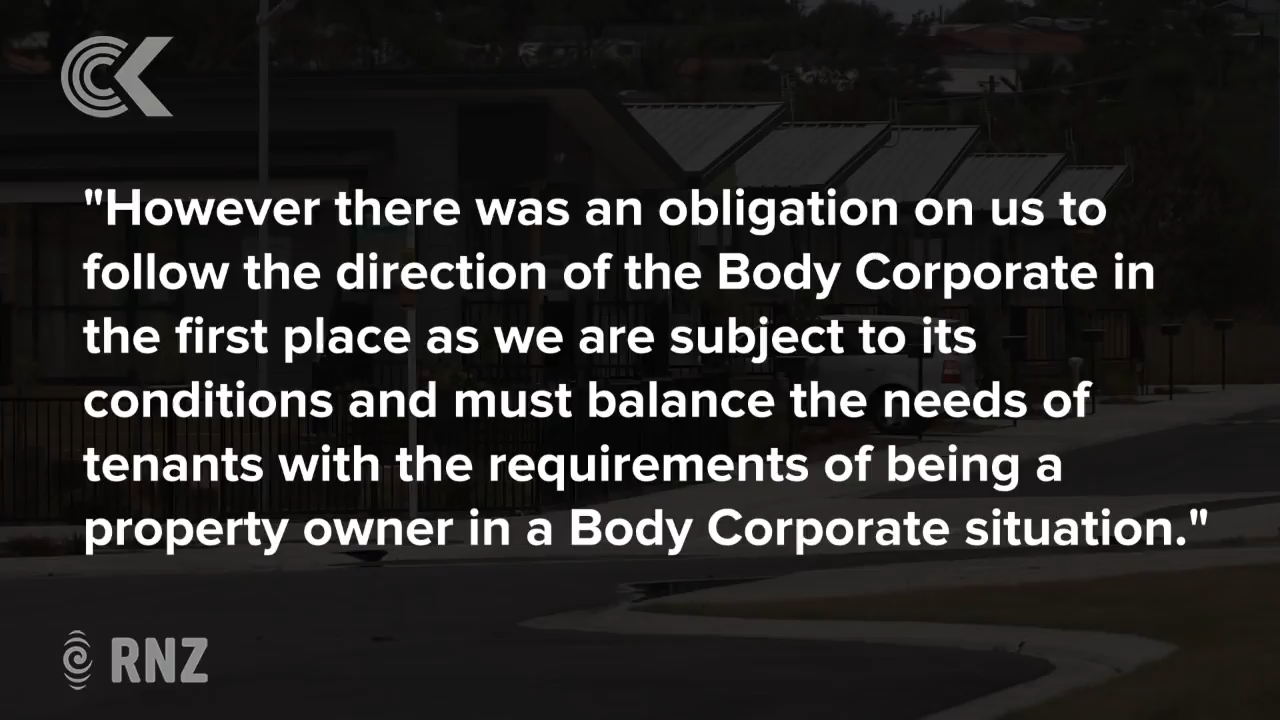 "However there was an obligation on us to
follow the direction of the Body Corporate in
the first place as we are subject to its
conditions and must balance the needs of
tenants with the requirements of being a
property owner in a Body Corporate situation."
RNZ